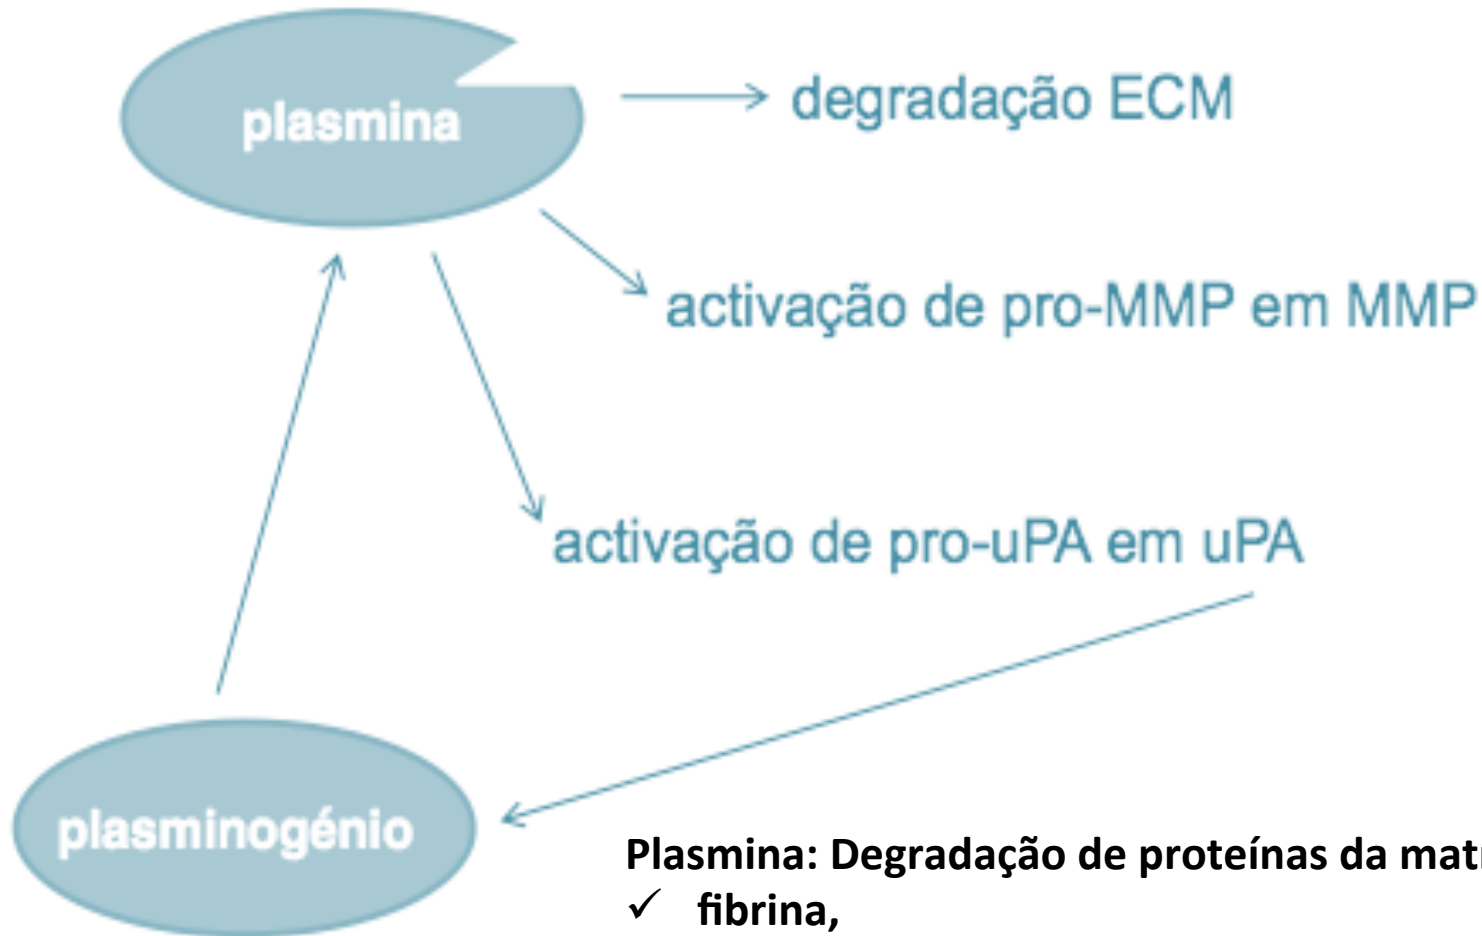 plasmina
degradação ECM
activação de pro-MMP em MMP
activação de pro-uPA em uPA
plasminogénio
Plasmina: Degradação de proteínas da
✓ fibrina,